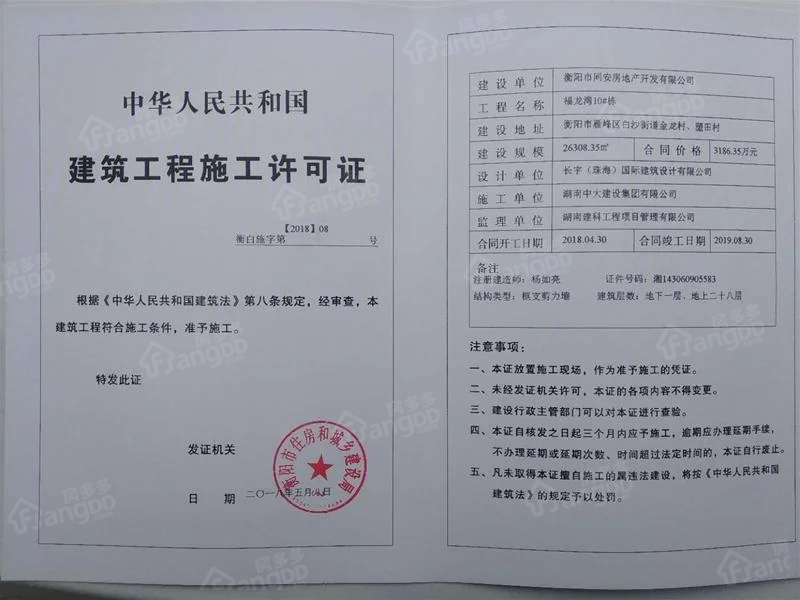 中华人民共和国
建筑工程施工许可证
【2018】08
衡白施字第 号
根据《中华人民共和国建筑法》第八条规定，经审查，本
建筑工程符合施工条件，准予施工。
特发此证
发证机关
衡阳市住房和城乡建设局
日 期 二〇一八年五月八日
建设单位 衡阳市同安房地产开发有限公司
工程名称 福龙湾10#栋
建设地址 衡阳市雁峰区白沙街道金龙村、塑田村
建设规模 26308.35㎡ 合同价格 3186.35万元
设计单位 长宇（珠海）国际建筑设计有限公司
施工单位 湖南中大建设集团有限公司
监理单位 湖南建科工程项目管理有限公司
合同开工日期 2018.04.30 合同竣工日期 2019.08.30
备注
注册建造师：杨如亮 证件号码：湘143060905583
结构类型：框支剪力墙 建筑层数：地下一层、地上二十八层
注意事项：
一、本证放置施工现场，作为准予施工的凭证。
二、未经发证机关许可，本证的各项内容不得变更。
三、建设行政主管部门可以对本证进行查验。
四、本证自核发之日起三个月内应予施工，逾期应办理延期手续，
不办理延期或延期次数、时间超过法定时间的，本证自行废止。
五、凡未取得本证擅自施工的属违法建设，将按《中华人民共和国
建筑法》的规定予以处罚。
房多多
fangdd.com